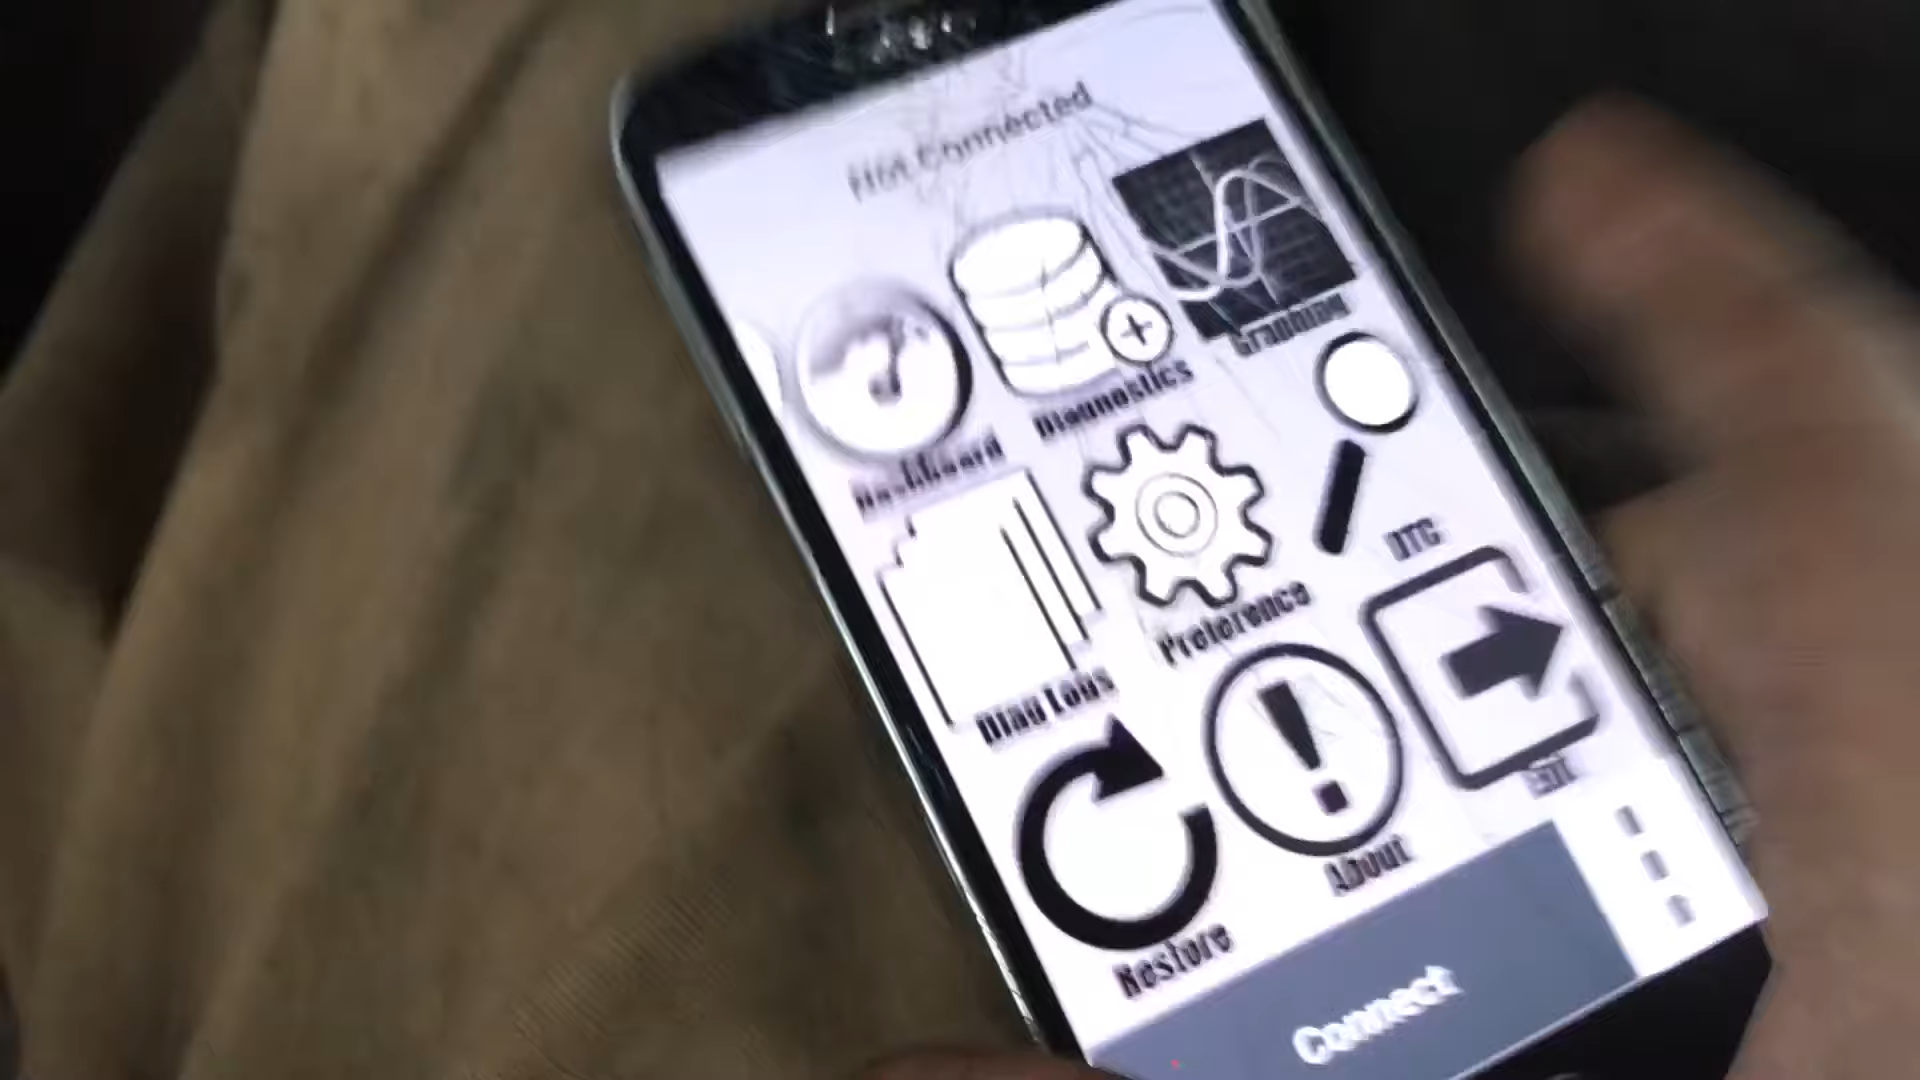 Not Connected
Dashboard
Diagnostics
Graphing
Diag Logs
Preference
DTC
Restore
About
Exit
Connect